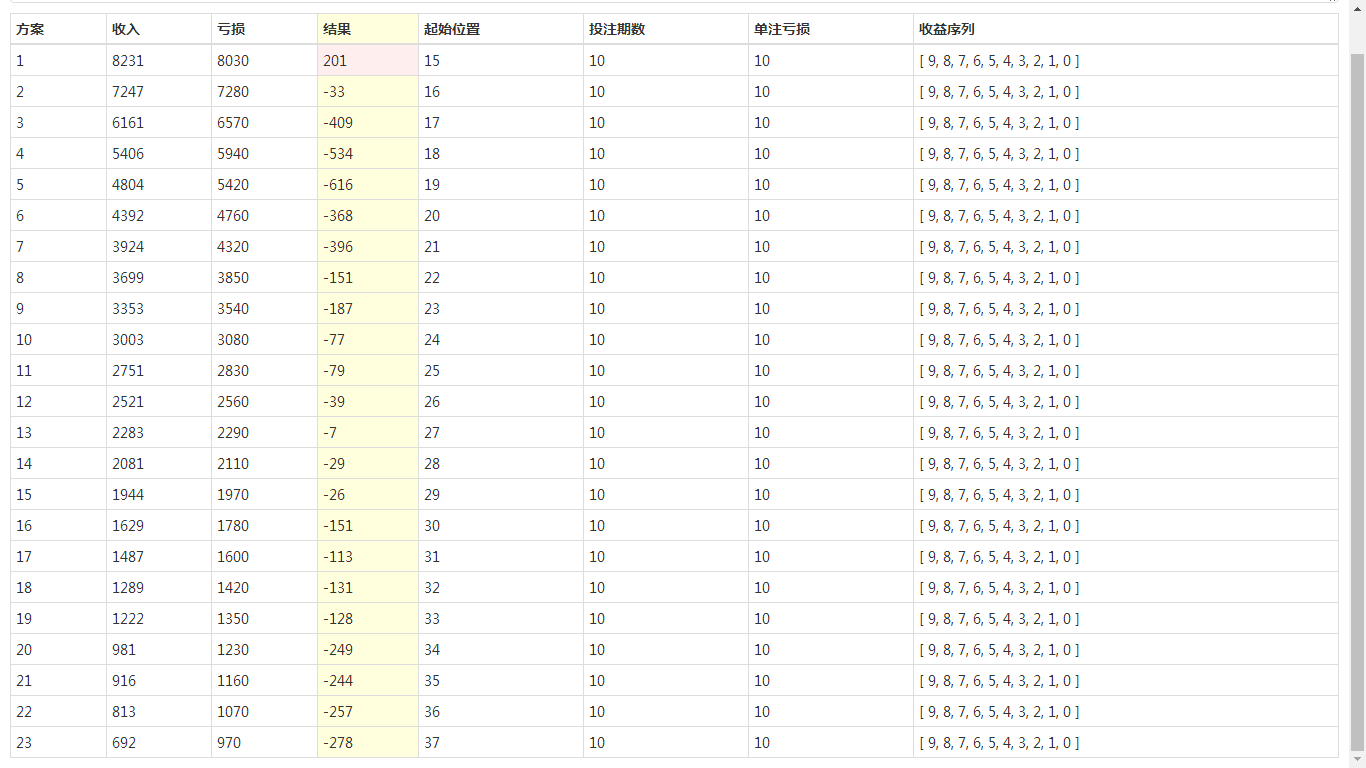 方案 收入 亏损 结果 起始位置 投注期数 单注亏损 收益序列
1 8231 8030 201 15 10 10 [ 9, 8, 7, 6, 5, 4, 3, 2, 1, 0 ]
2 7247 7280 -33 16 10 10 [ 9, 8, 7, 6, 5, 4, 3, 2, 1, 0 ]
3 6161 6570 -409 17 10 10 [ 9, 8, 7, 6, 5, 4, 3, 2, 1, 0 ]
4 5406 5940 -534 18 10 10 [ 9, 8, 7, 6, 5, 4, 3, 2, 1, 0 ]
5 4804 5420 -616 19 10 10 [ 9, 8, 7, 6, 5, 4, 3, 2, 1, 0 ]
6 4392 4760 -368 20 10 10 [ 9, 8, 7, 6, 5, 4, 3, 2, 1, 0 ]
7 3924 4320 -396 21 10 10 [ 9, 8, 7, 6, 5, 4, 3, 2, 1, 0 ]
8 3699 3850 -151 22 10 10 [ 9, 8, 7, 6, 5, 4, 3, 2, 1, 0 ]
9 3353 3540 -187 23 10 10 [ 9, 8, 7, 6, 5, 4, 3, 2, 1, 0 ]
10 3003 3080 -77 24 10 10 [ 9, 8, 7, 6, 5, 4, 3, 2, 1, 0 ]
11 2751 2830 -79 25 10 10 [ 9, 8, 7, 6, 5, 4, 3, 2, 1, 0 ]
12 2521 2560 -39 26 10 10 [ 9, 8, 7, 6, 5, 4, 3, 2, 1, 0 ]
13 2283 2290 -7 27 10 10 [ 9, 8, 7, 6, 5, 4, 3, 2, 1, 0 ]
14 2081 2110 -29 28 10 10 [ 9, 8, 7, 6, 5, 4, 3, 2, 1, 0 ]
15 1944 1970 -26 29 10 10 [ 9, 8, 7, 6, 5, 4, 3, 2, 1, 0 ]
16 1629 1780 -151 30 10 10 [ 9, 8, 7, 6, 5, 4, 3, 2, 1, 0 ]
17 1487 1600 -113 31 10 10 [ 9, 8, 7, 6, 5, 4, 3, 2, 1, 0 ]
18 1289 1420 -131 32 10 10 [ 9, 8, 7, 6, 5, 4, 3, 2, 1, 0 ]
19 1222 1350 -128 33 10 10 [ 9, 8, 7, 6, 5, 4, 3, 2, 1, 0 ]
20 981 1230 -249 34 10 10 [ 9, 8, 7, 6, 5, 4, 3, 2, 1, 0 ]
21 916 1160 -244 35 10 10 [ 9, 8, 7, 6, 5, 4, 3, 2, 1, 0 ]
22 813 1070 -257 36 10 10 [ 9, 8, 7, 6, 5, 4, 3, 2, 1, 0 ]
23 692 970 -278 37 10 10 [ 9, 8, 7, 6, 5, 4, 3, 2, 1, 0 ]